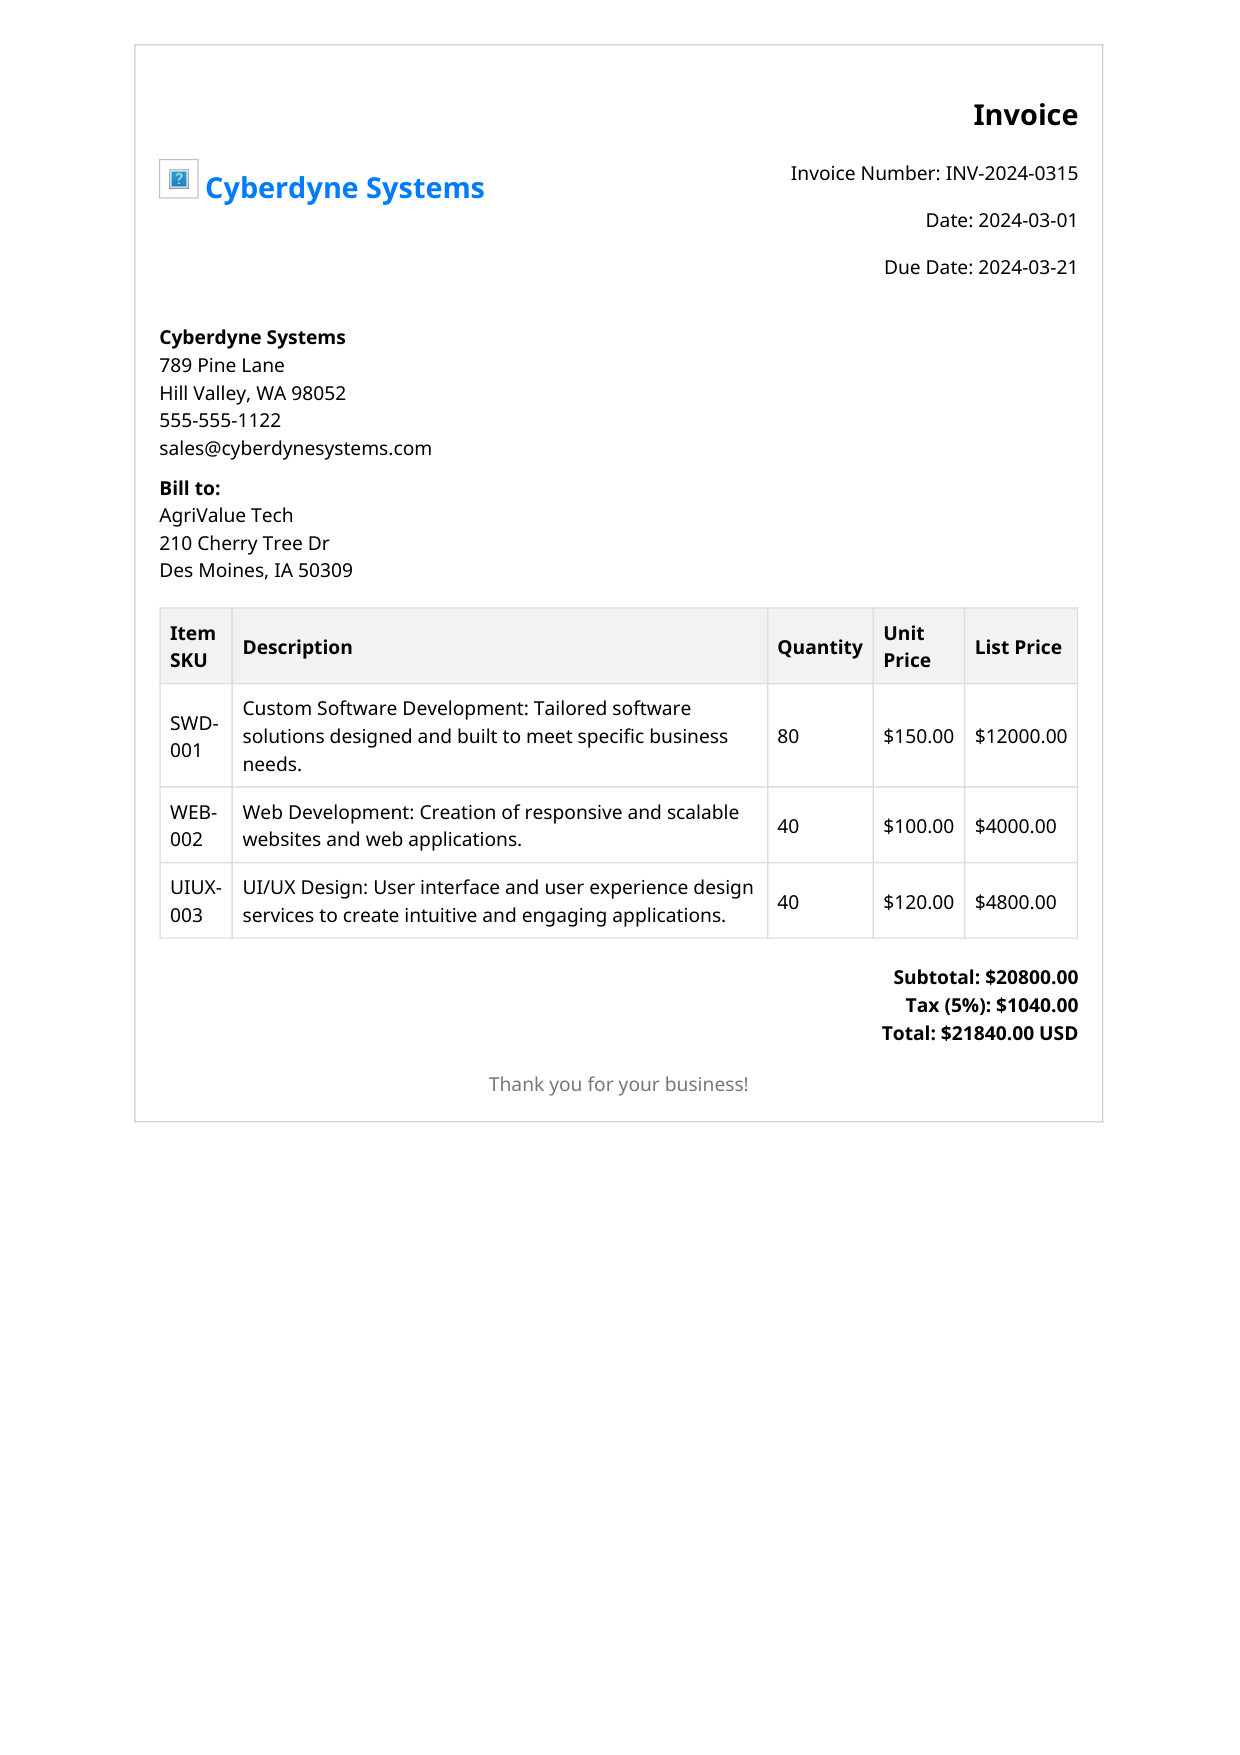 Invoice
Cyberdyne Systems
Invoice Number: INV-2024-0315
Date: 2024-03-01
Due Date: 2024-03-21
Cyberdyne Systems
789 Pine Lane
Hill Valley, WA 98052
555-555-1122
sales@cyberdynesystems.com
Bill to:
AgriValue Tech
210 Cherry Tree Dr
Des Moines, IA 50309
Item SKU Description Quantity Unit Price List Price
SWD-001 Custom Software Development: Tailored software
solutions designed and built to meet specific business
needs. 80 $150.00 $12000.00
WEB-002 Web Development: Creation of responsive and scalable
websites and web applications. 40 $100.00 $4000.00
UIUX-003 UI/UX Design: User interface and user experience design
services to create intuitive and engaging applications. 40 $120.00 $4800.00
Subtotal: $20800.00
Tax (5%): $1040.00
Total: $21840.00 USD
Thank you for your business!